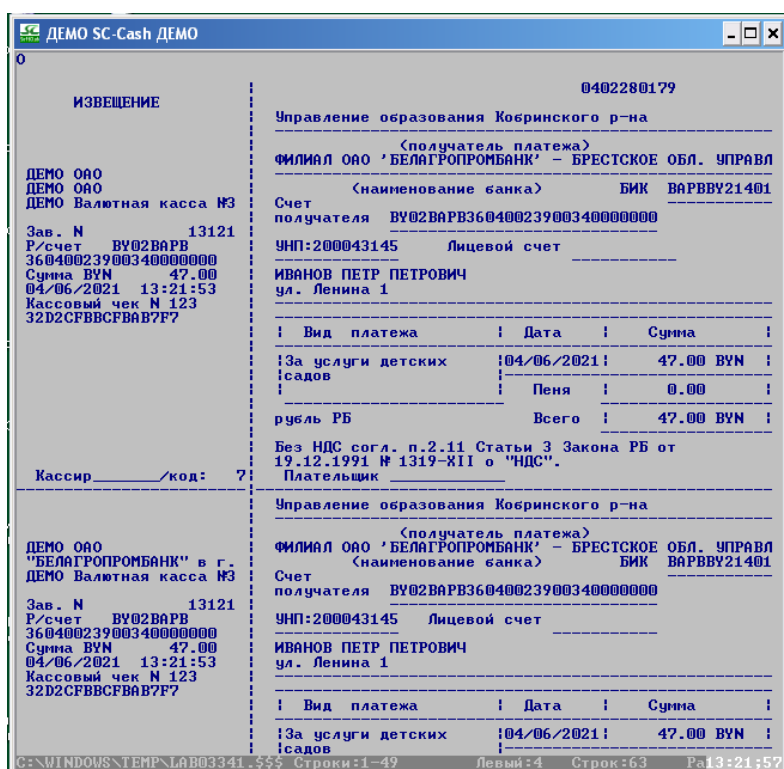 ДЕМО SC-Cash ДЕМО
0
0402280179
ИЗВЕЩЕНИЕ
Управление образования Кобринского р-на
(получатель платежа)
ФИЛИАЛ ОАО 'БЕЛАГРОПРОМБАНК' - БРЕСТСКОЕ ОБЛ. УПРАВЛ
ДЕМО ОАО
ДЕМО ОАО
(наименование банка) БИК BAPBBY21401
ДЕМО Валютная касса №3
Счет
получателя BY02BAPB36040023900340000000
Зав. N 13121
Р/счет BY02BAPB
36040023900340000000
УНП:200043145 Лицевой счет
Сумма BYN 47.00
04/06/2021 13:21:53
Кассовый чек N 123
32D2CFBBCFBAB7F7
ИВАНОВ ПЕТР ПЕТРОВИЧ
ул. Ленина 1
Вид платежа Дата Сумма
За услуги детских 04/06/2021 47.00 BYN
садов
Пеня 0.00
рубль РБ Всего 47.00 BYN
Без НДС согл. п.2.11 Статьи 3 Закона РБ от
19.12.1991 № 1319-XII о "НДС".
Кассир_______/код: 7 Плательщик ____________
Управление образования Кобринского р-на
(получатель платежа)
ФИЛИАЛ ОАО 'БЕЛАГРОПРОМБАНК' - БРЕСТСКОЕ ОБЛ. УПРАВЛ
ДЕМО ОАО
"БЕЛАГРОПРОМБАНК" в г.
(наименование банка) БИК BAPBBY21401
ДЕМО Валютная касса №3
Счет
получателя BY02BAPB36040023900340000000
Зав. N 13121
Р/счет BY02BAPB
36040023900340000000
УНП:200043145 Лицевой счет
Сумма BYN 47.00
04/06/2021 13:21:53
Кассовый чек N 123
32D2CFBBCFBAB7F7
ИВАНОВ ПЕТР ПЕТРОВИЧ
ул. Ленина 1
Вид платежа Дата Сумма
За услуги детских 04/06/2021 47.00 BYN
садов
C:\WINDOWS\TEMP\LAB03341.$$$ Строки:1-49 Левый:4 Строк:63 Ра13:21:57